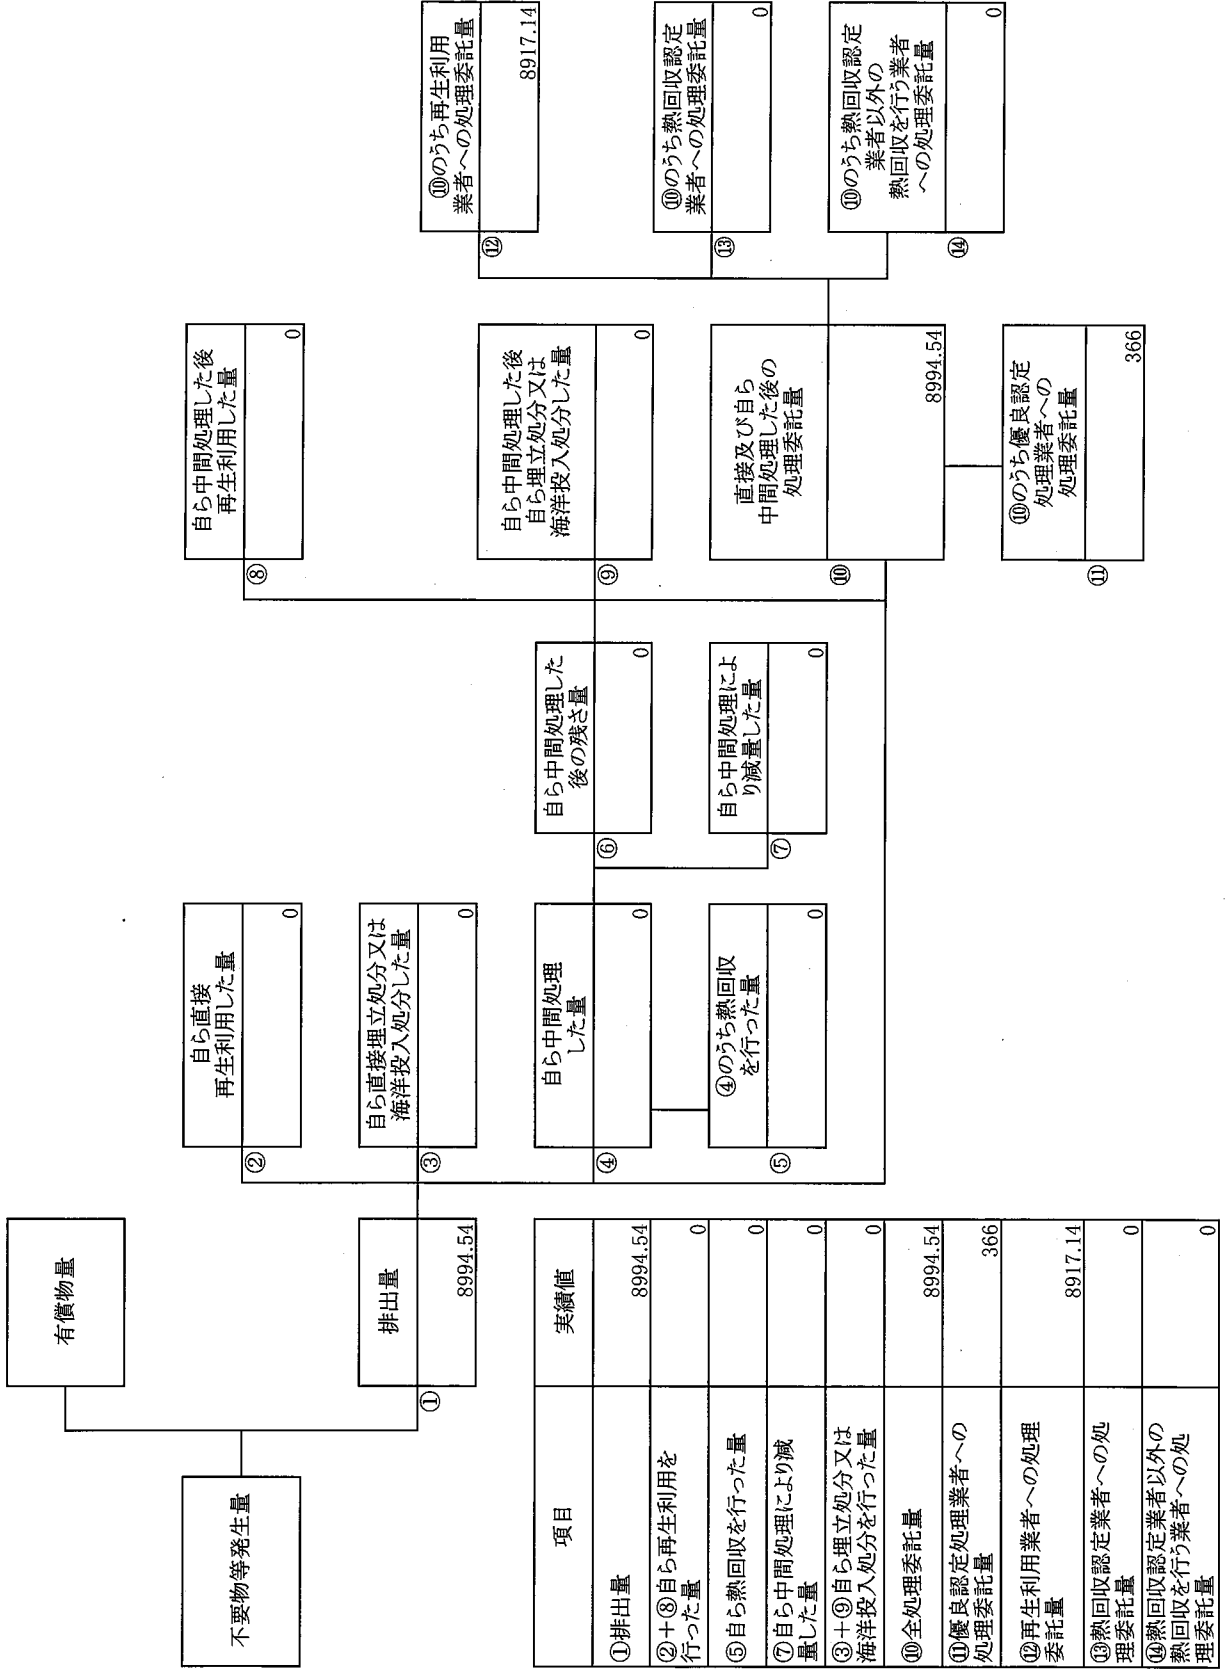 不要物等発生量
有償物量
①
排出量
8994.54
②
自ら直接
再生利用した量
0
③
自ら直接埋立処分又は
海洋投入処分した量
0
④
自ら中間処理
した量
0
⑤
④のうち熱回収
を行った量
0
⑥
自ら中間処理した
後の残さ量
0
⑦
自ら中間処理によ
り減量した量
0
⑧
自ら中間処理した後
再生利用した量
0
⑨
自ら中間処理した後
自ら埋立処分又は
海洋投入処分した量
0
⑩
直接及び自ら
中間処理した後の
処理委託量
8994.54
⑪
⑩のうち優良認定
処理業者への
処理委託量
366
⑫
⑩のうち再生利用
業者への処理委託量
8917.14
⑬
⑩のうち熱回収認定
業者への処理委託量
0
⑭
⑩のうち熱回収認定
業者以外の
熱回収を行う業者
への処理委託量
0
項目 実績値
①排出量 8994.54
②+⑧自ら再生利用を
行った量 0
⑤自ら熱回収を行った量 0
⑦自ら中間処理により減
量した量 0
③+⑨自ら埋立処分又は
海洋投入処分を行った量 0
⑩全処理委託量 8994.54
⑪優良認定処理業者への
処理委託量 366
⑫再生利用業者への処理
委託量 8917.14
⑬熱回収認定業者への処
理委託量 0
⑭熱回収認定業者以外の
熱回収を行う業者への処
理委託量 0